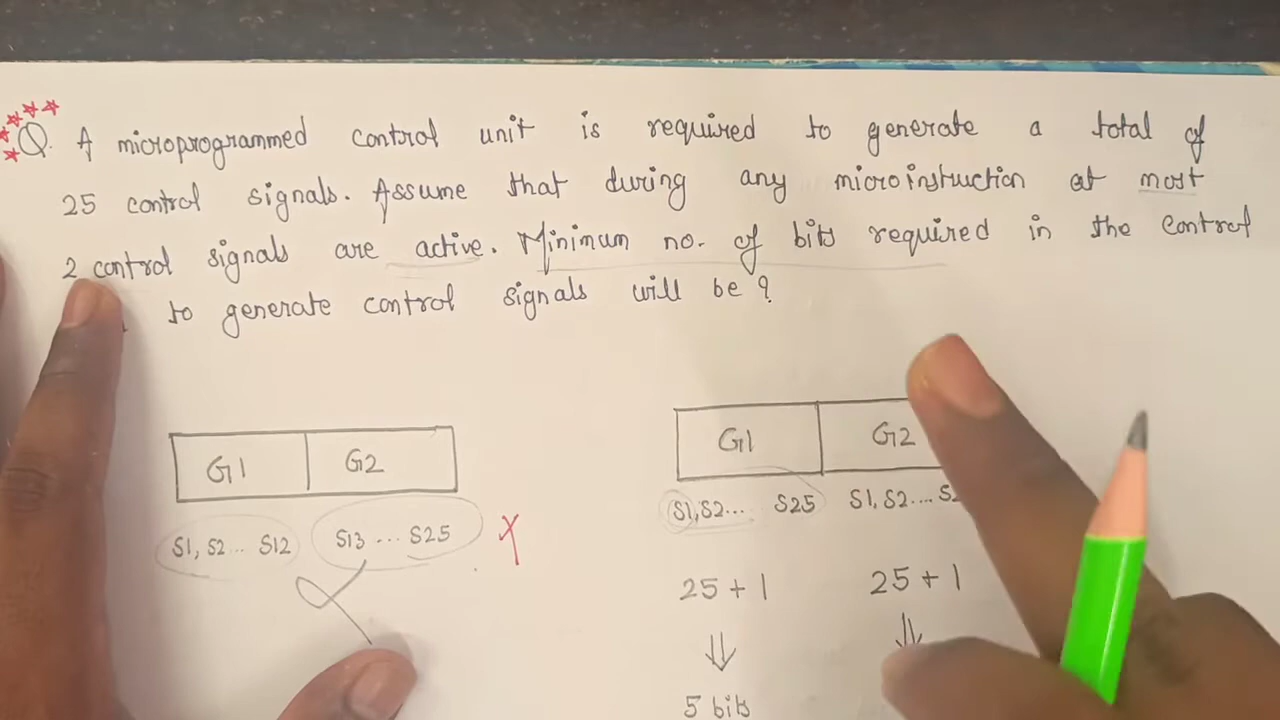 Q. A microprogrammed control unit is required to generate a total of
25 control signals. Assume that during any microinstruction at most
2 control signals are active. Minimum no. of bits required in the control
to generate control signals will be ?
G1 G2 G1 G2
S1, S2 ... S12 S13 ... S25 X S1, S2... S25 S1, S2....
25 + 1 25 + 1
⇓ ⇓
5 bits